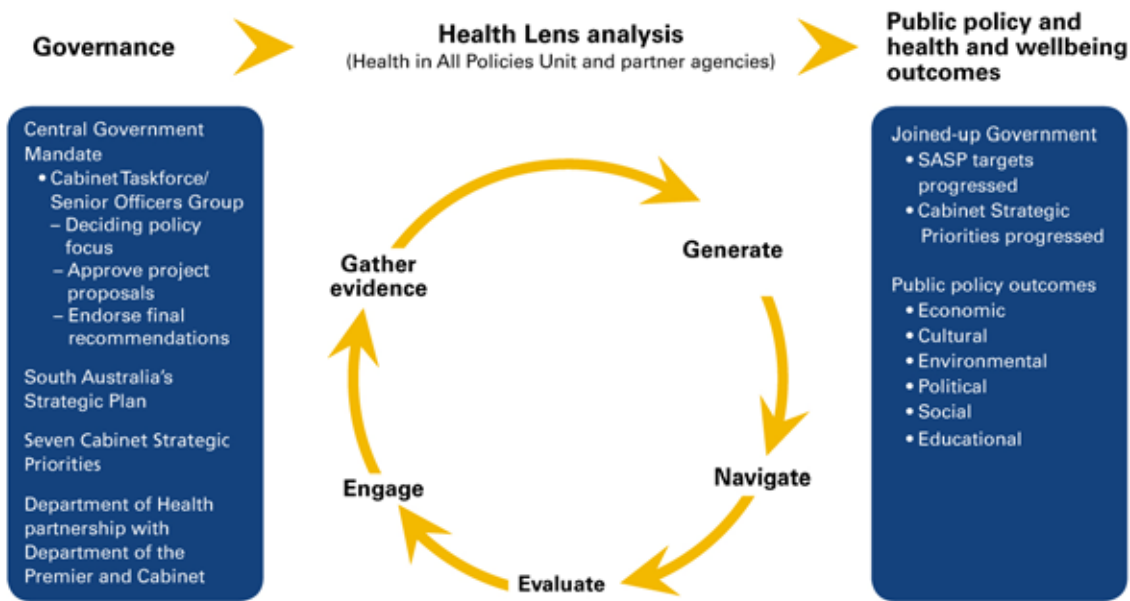 Governance
Health Lens analysis
(Health in All Policies Unit and partner agencies)
Public policy and
health and wellbeing
outcomes
Central Government
Mandate
• Cabinet Taskforce/
Senior Officers Group
– Deciding policy
focus
– Approve project
proposals
– Endorse final
recommendations
South Australia's
Strategic Plan
Seven Cabinet Strategic
Priorities
Department of Health
partnership with
Department of the
Premier and Cabinet
Gather
evidence
Generate
Navigate
Evaluate
Engage
Joined-up Government
• SASP targets
progressed
• Cabinet Strategic
Priorities progressed
Public policy outcomes
• Economic
• Cultural
• Environmental
• Political
• Social
• Educational